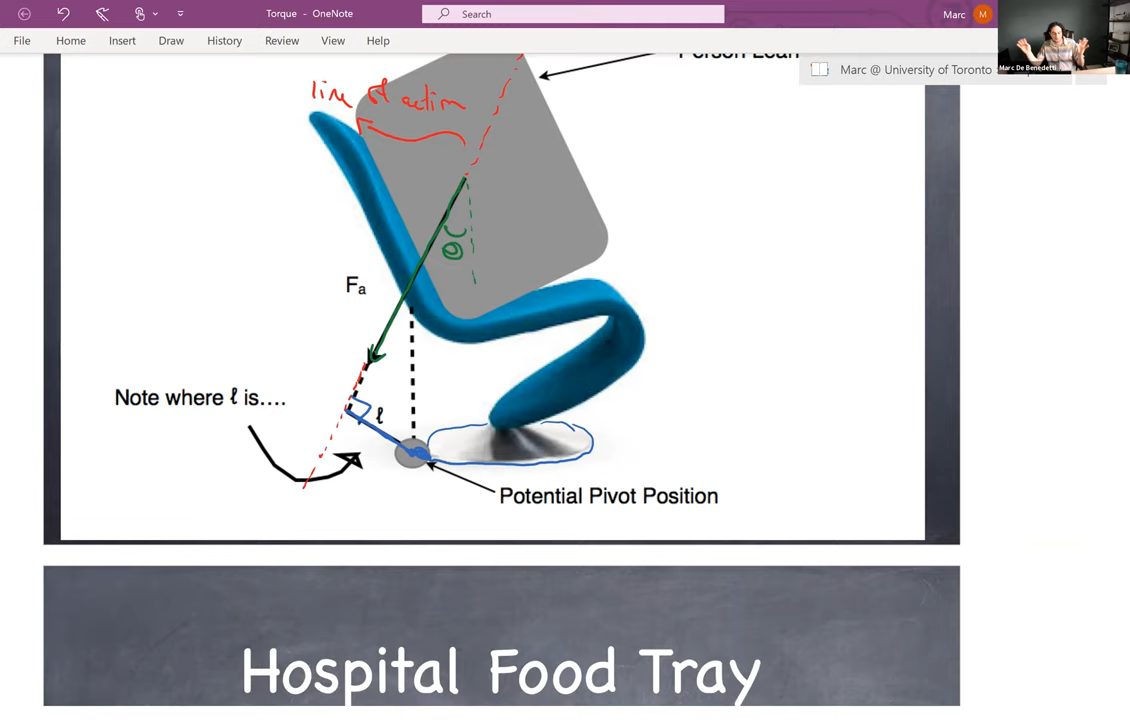 Torque - OneNote
Search
Marc
M
File Home Insert Draw History Review View Help
Marc De Benedetti
Marc @ University of Toronto
Person Lean
line of action
θ
Fa
Note where ℓ is....
ℓ
Potential Pivot Position
Hospital Food Tray